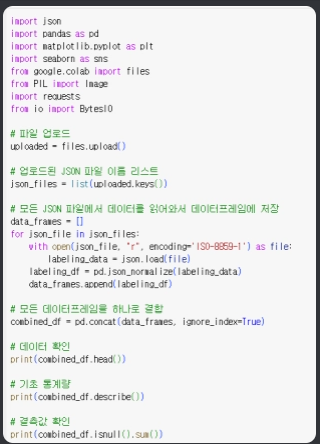 import json
import pandas as pd
import matplotlib.pyplot as plt
import seaborn as sns
from google.colab import files
from PIL import Image
import requests
from io import BytesIO
# 파일 업로드
uploaded = files.upload()
# 업로드된 JSON 파일 이름 리스트
json_files = list(uploaded.keys())
# 모든 JSON 파일에서 데이터를 읽어와서 데이터프레임에 저장
data_frames = []
for json_file in json_files:
    with open(json_file, "r", encoding='ISO-8859-1') as file:
        labeling_data = json.load(file)
    labeling_df = pd.json_normalize(labeling_data)
    data_frames.append(labeling_df)
# 모든 데이터프레임을 하나로 결합
combined_df = pd.concat(data_frames, ignore_index=True)
# 데이터 확인
print(combined_df.head())
# 기초 통계량
print(combined_df.describe())
# 결측값 확인
print(combined_df.isnull().sum())